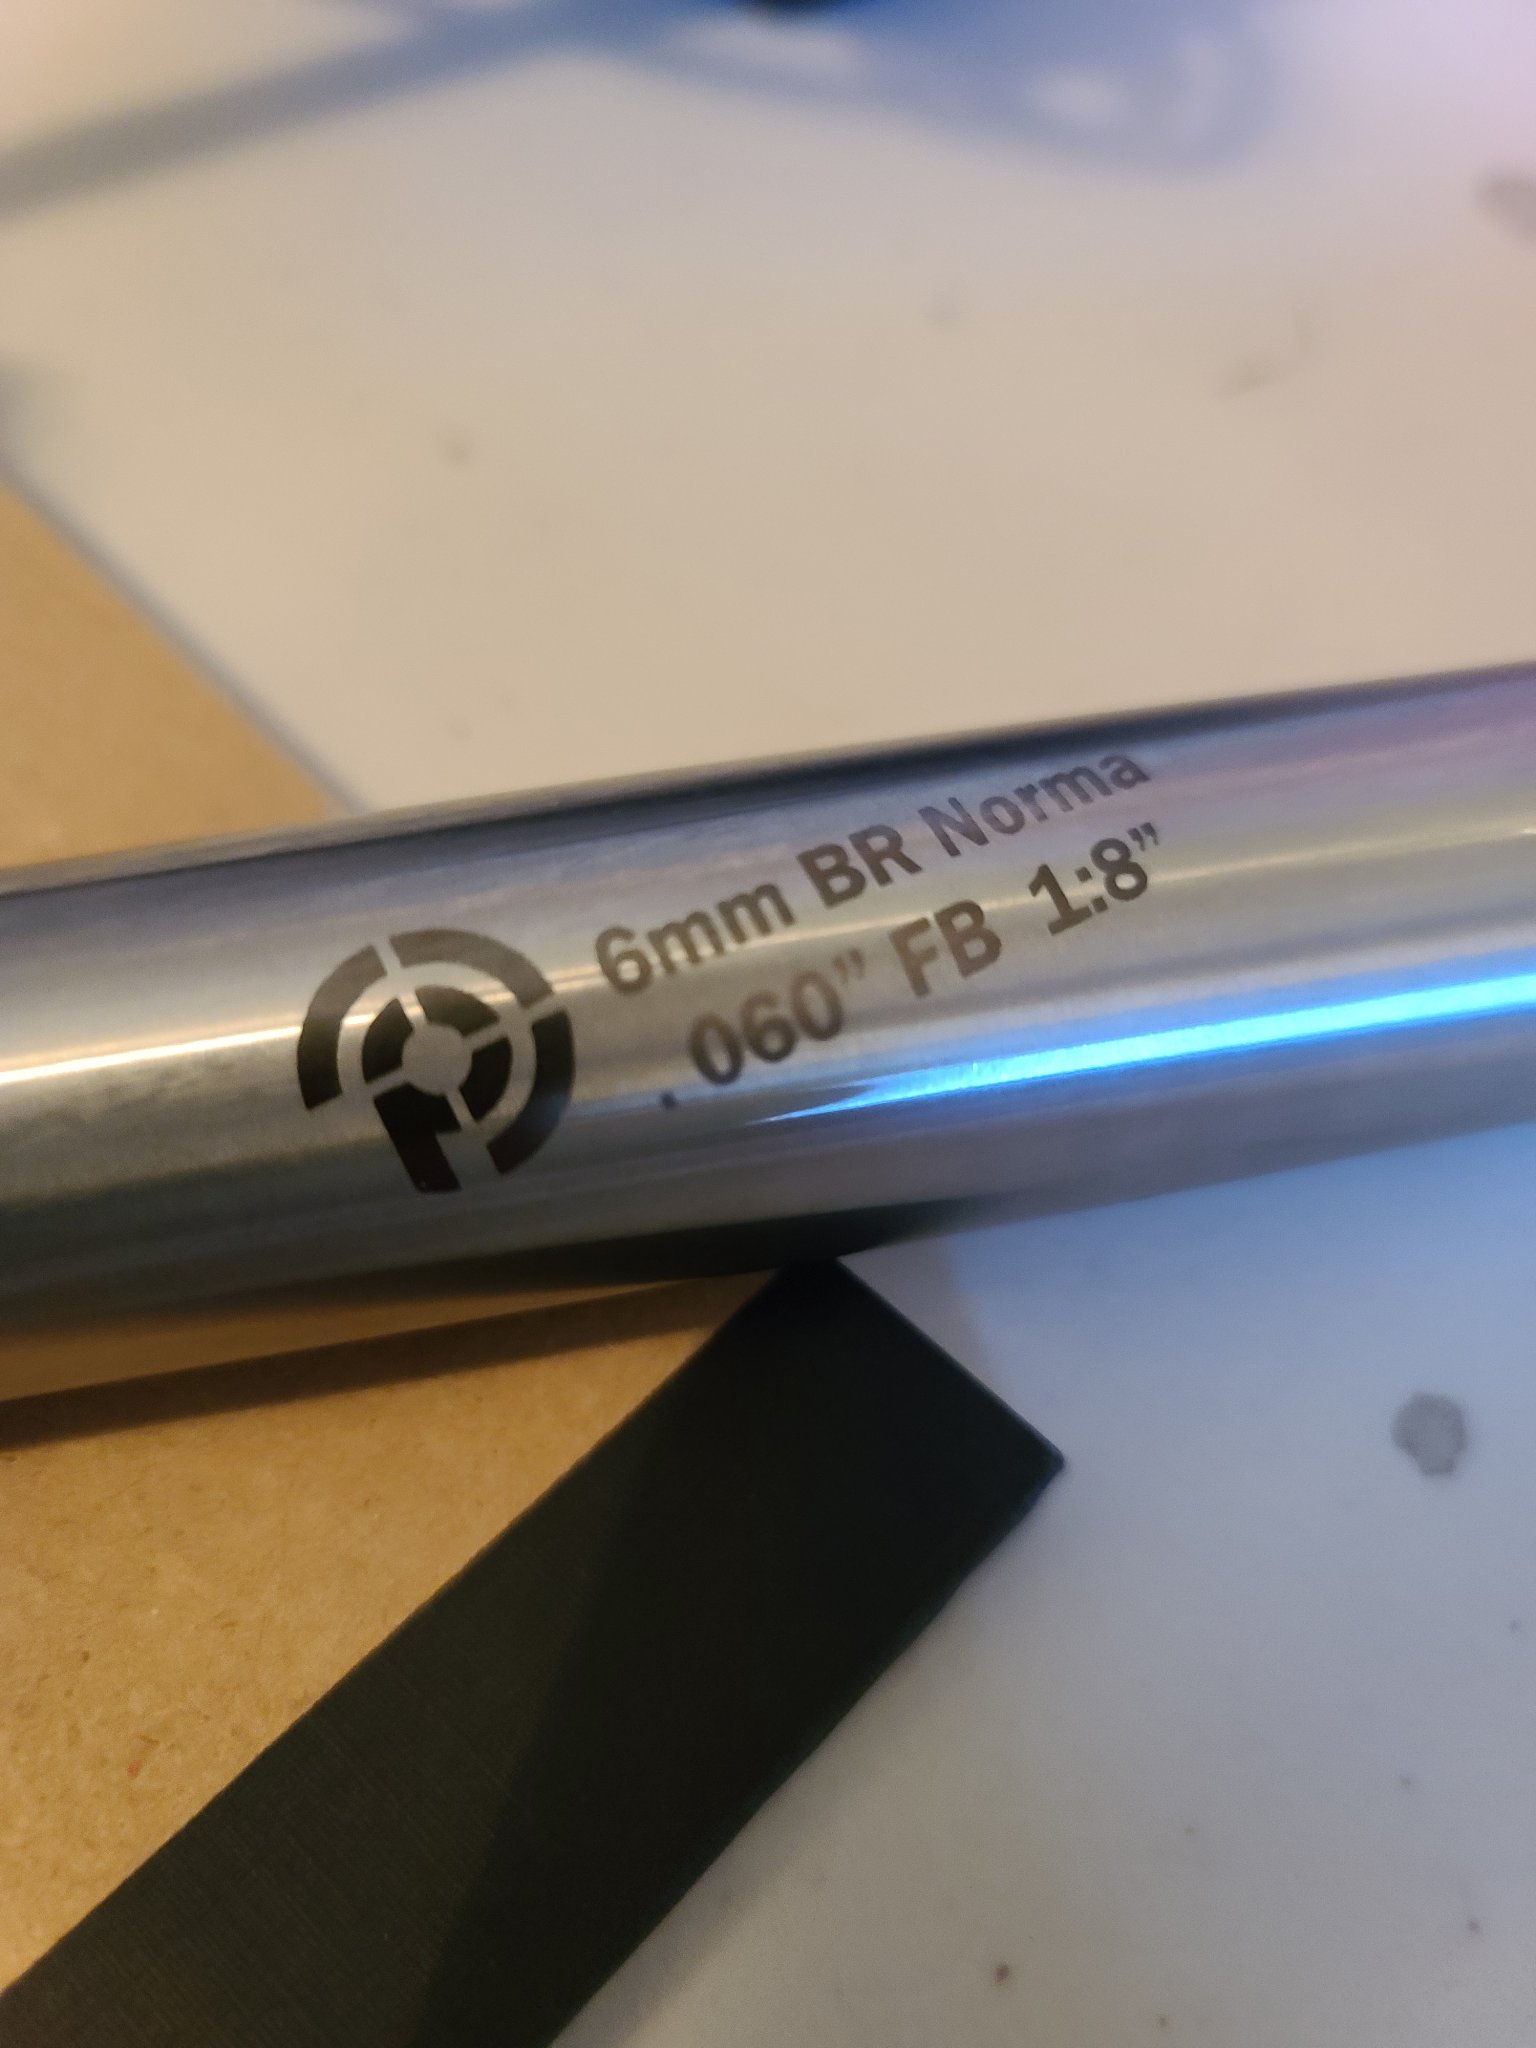 6mm BR Norma
.060” FB 1:8”